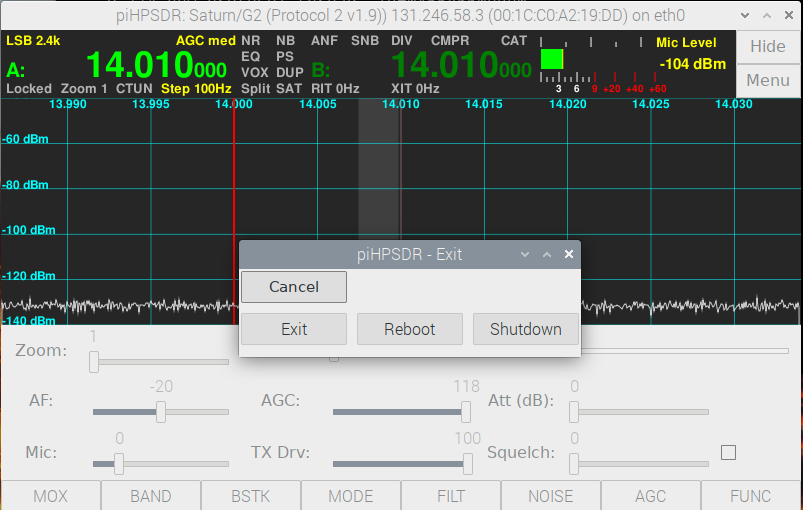 piHPSDR: Saturn/G2 (Protocol 2 v1.9)) 131.246.58.3 (00:1C:C0:A2:19:DD) on eth0
LSB 2.4k AGC med NR NB ANF SNB DIV CMPR CAT Mic Level Hide
A: 14.010000 EQ PS B: 14.010000 -104 dBm
VOX DUP Menu
Locked Zoom 1 CTUN Step 100Hz Split SAT RIT 0Hz XIT 0Hz 3 6 9 +20 +40 +60
13.990 13.995 14.000 14.005 14.010 14.015 14.020 14.025 14.030
-60 dBm
-80 dBm
-100 dBm
-120 dBm
-140 dBm
piHPSDR - Exit
Cancel
Exit Reboot Shutdown
Zoom: 1
AF: -20 AGC: 118 Att (dB): 0
Mic: 0 TX Drv: 100 Squelch: 0
MOX BAND BSTK MODE FILT NOISE AGC FUNC